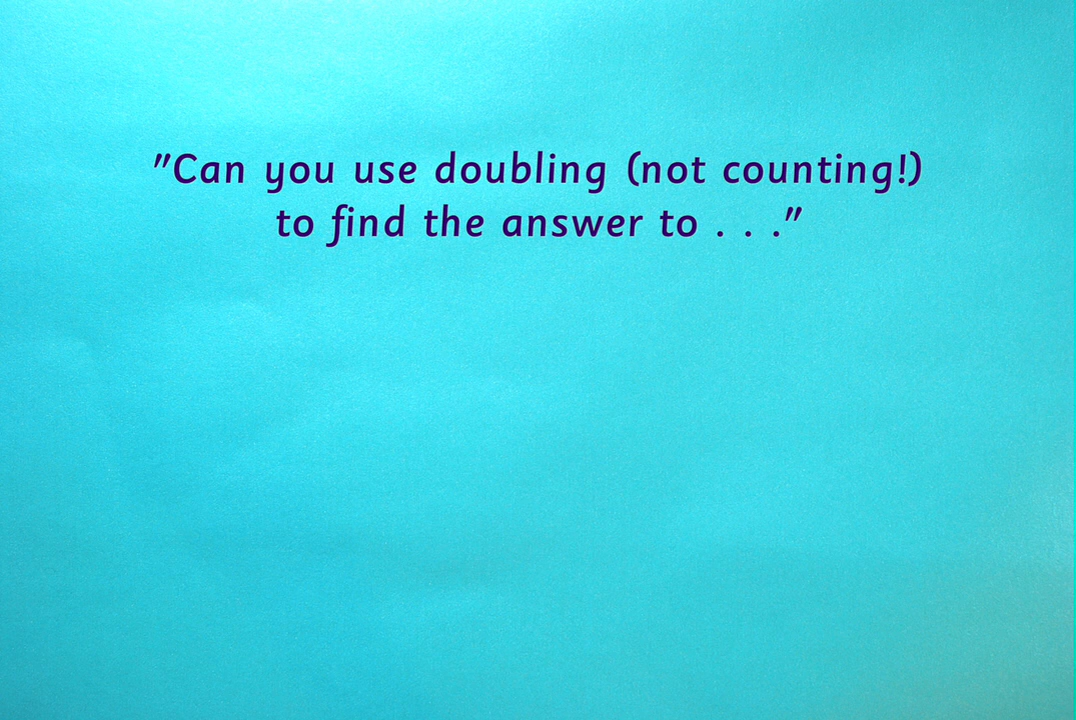 "Can you use doubling (not counting!)
to find the answer to . . ."